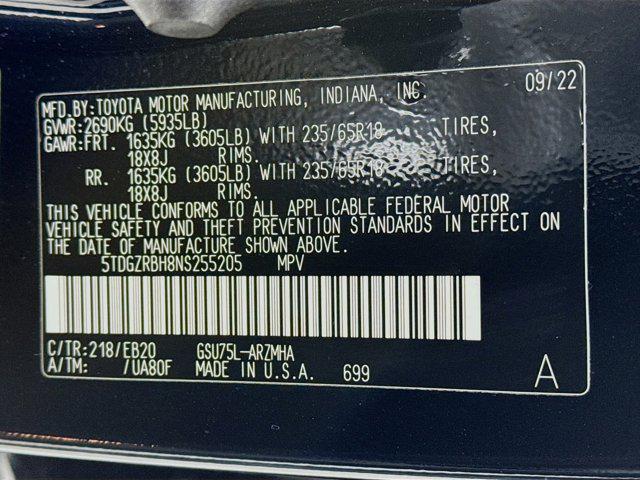 MFD.BY:TOYOTA MOTOR MANUFACTURING, INDIANA, INC. 09/22
GVWR:2690KG (5935LB)
GAWR:FRT. 1635KG (3605LB) WITH 235/65R18 TIRES,
18X8J RIMS.
RR. 1635KG (3605LB) WITH 235/65R18 TIRES,
18X8J RIMS.
THIS VEHICLE CONFORMS TO ALL APPLICABLE FEDERAL MOTOR
VEHICLE SAFETY AND THEFT PREVENTION STANDARDS IN EFFECT ON
THE DATE OF MANUFACTURE SHOWN ABOVE.
5TDGZRBH8NS255205 MPV
C/TR:218/EB20 GSU75L-ARZMHA
A/TM: /UA80F MADE IN U.S.A. 699 A